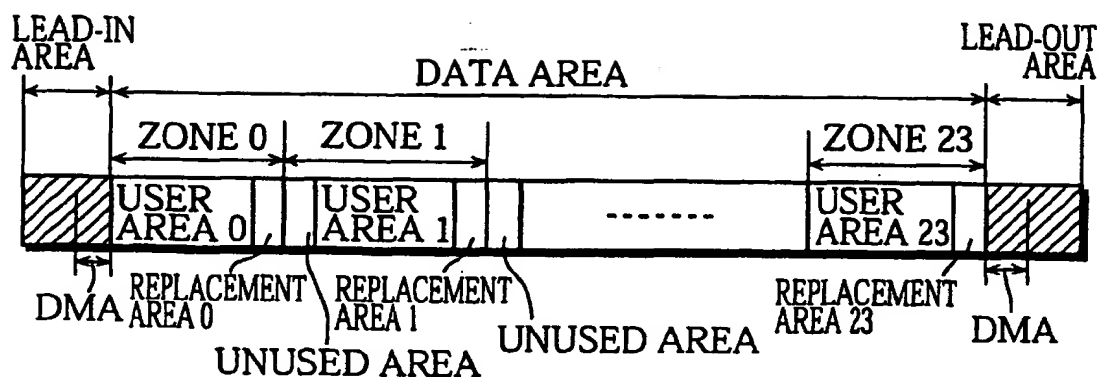 LEAD-IN
AREA
LEAD-OUT
AREA
DATA AREA
ZONE 0
ZONE 1
ZONE 23
USER
AREA 0
USER
AREA 1
USER
AREA 23
REPLACEMENT
AREA 0
REPLACEMENT
AREA 1
REPLACEMENT
AREA 23
DMA
UNUSED AREA
UNUSED AREA
DMA